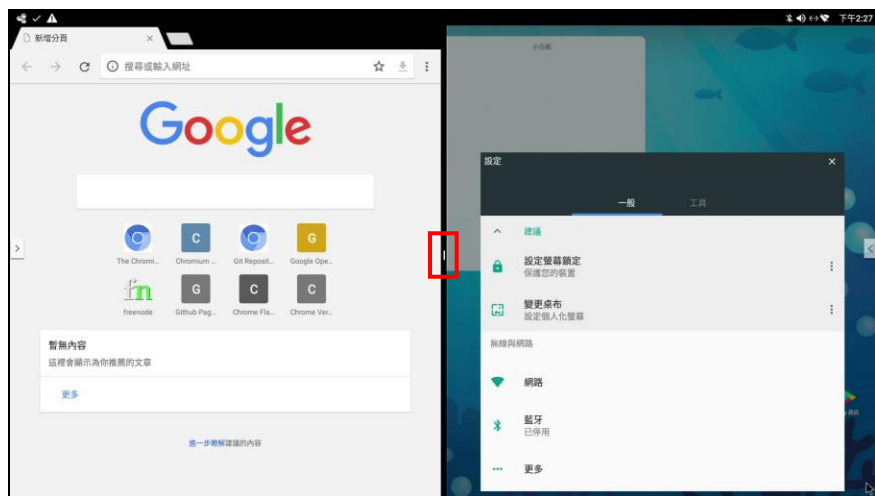 下午2:27
新增分頁
搜尋或輸入網址
Google
The Chromi...
Chromium ...
Git Reposit...
Google Ope...
freenode
Github Pag...
Chrome Fla...
Chrome Ver...
暫無內容
這裡會顯示為你推薦的文章
更多
進一步瞭解建議的內容
設定
一般
工具
建議
設定螢幕鎖定
保護您的裝置
變更桌布
設定個人化螢幕
無線與網路
網路
藍牙
已停用
更多
商店